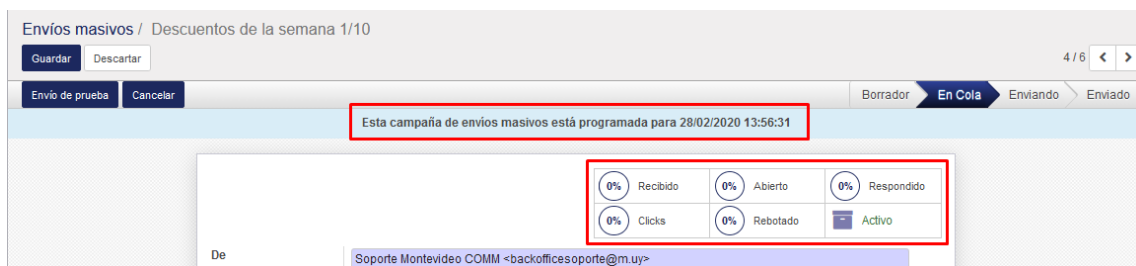 Envíos masivos / Descuentos de la semana 1/10
Guardar Descartar 4 / 6
Envío de prueba Cancelar Borrador En Cola Enviando Enviado
Esta campaña de envíos masivos está programada para 28/02/2020 13:56:31
0% Recibido 0% Abierto 0% Respondido
0% Clicks 0% Rebotado Activo
De Soporte Montevideo COMM <backofficesoporte@m.uy>